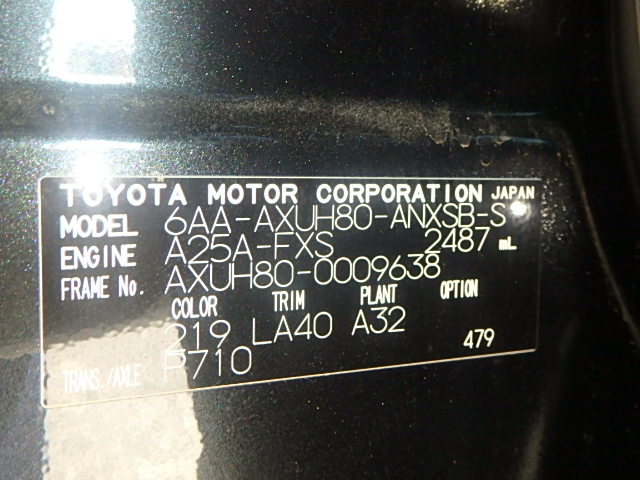 TOYOTA MOTOR CORPORATION JAPAN
MODEL 6AA-AXUH80-ANXSB-S
ENGINE A25A-FXS 2487 mL
FRAME No. AXUH80-0009638
COLOR TRIM PLANT OPTION
219 LA40 A32
479
TRANS./AXLE P710